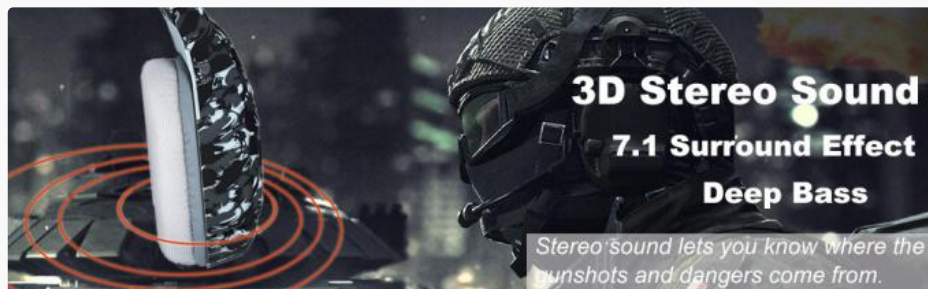 3D Stereo Sound
7.1 Surround Effect
Deep Bass
Stereo sound lets you know where the
gunshots and dangers come from.